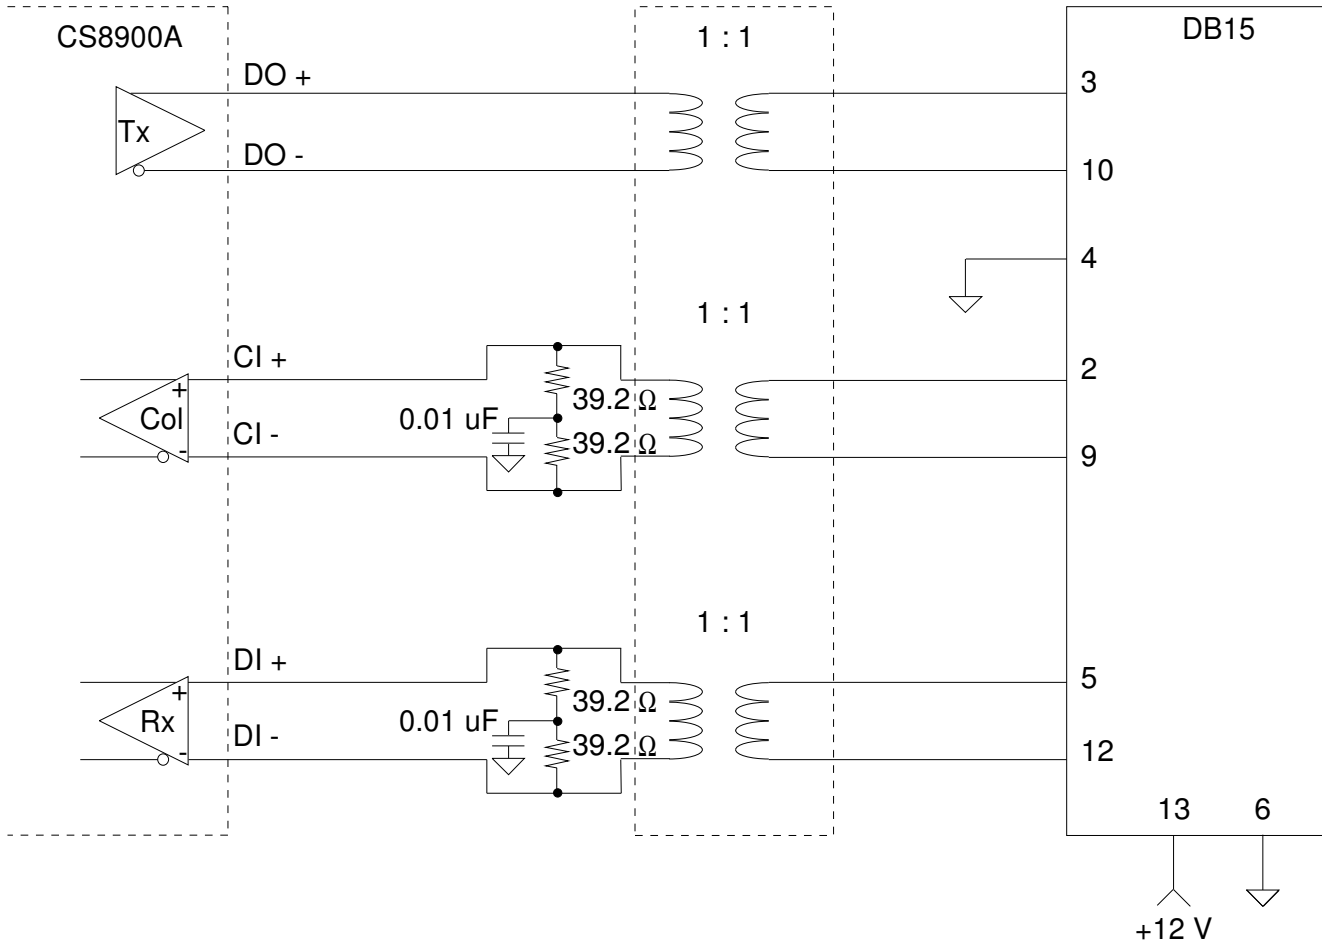 CS8900A
1 : 1
DB15
DO +
3
Tx
DO -
10
4
1 : 1
CI +
2
+
39.2 Ω
Col
0.01 uF
CI -
39.2 Ω
-
9
1 : 1
DI +
5
+
39.2 Ω
Rx
0.01 uF
DI -
39.2 Ω
-
12
13
6
+12 V